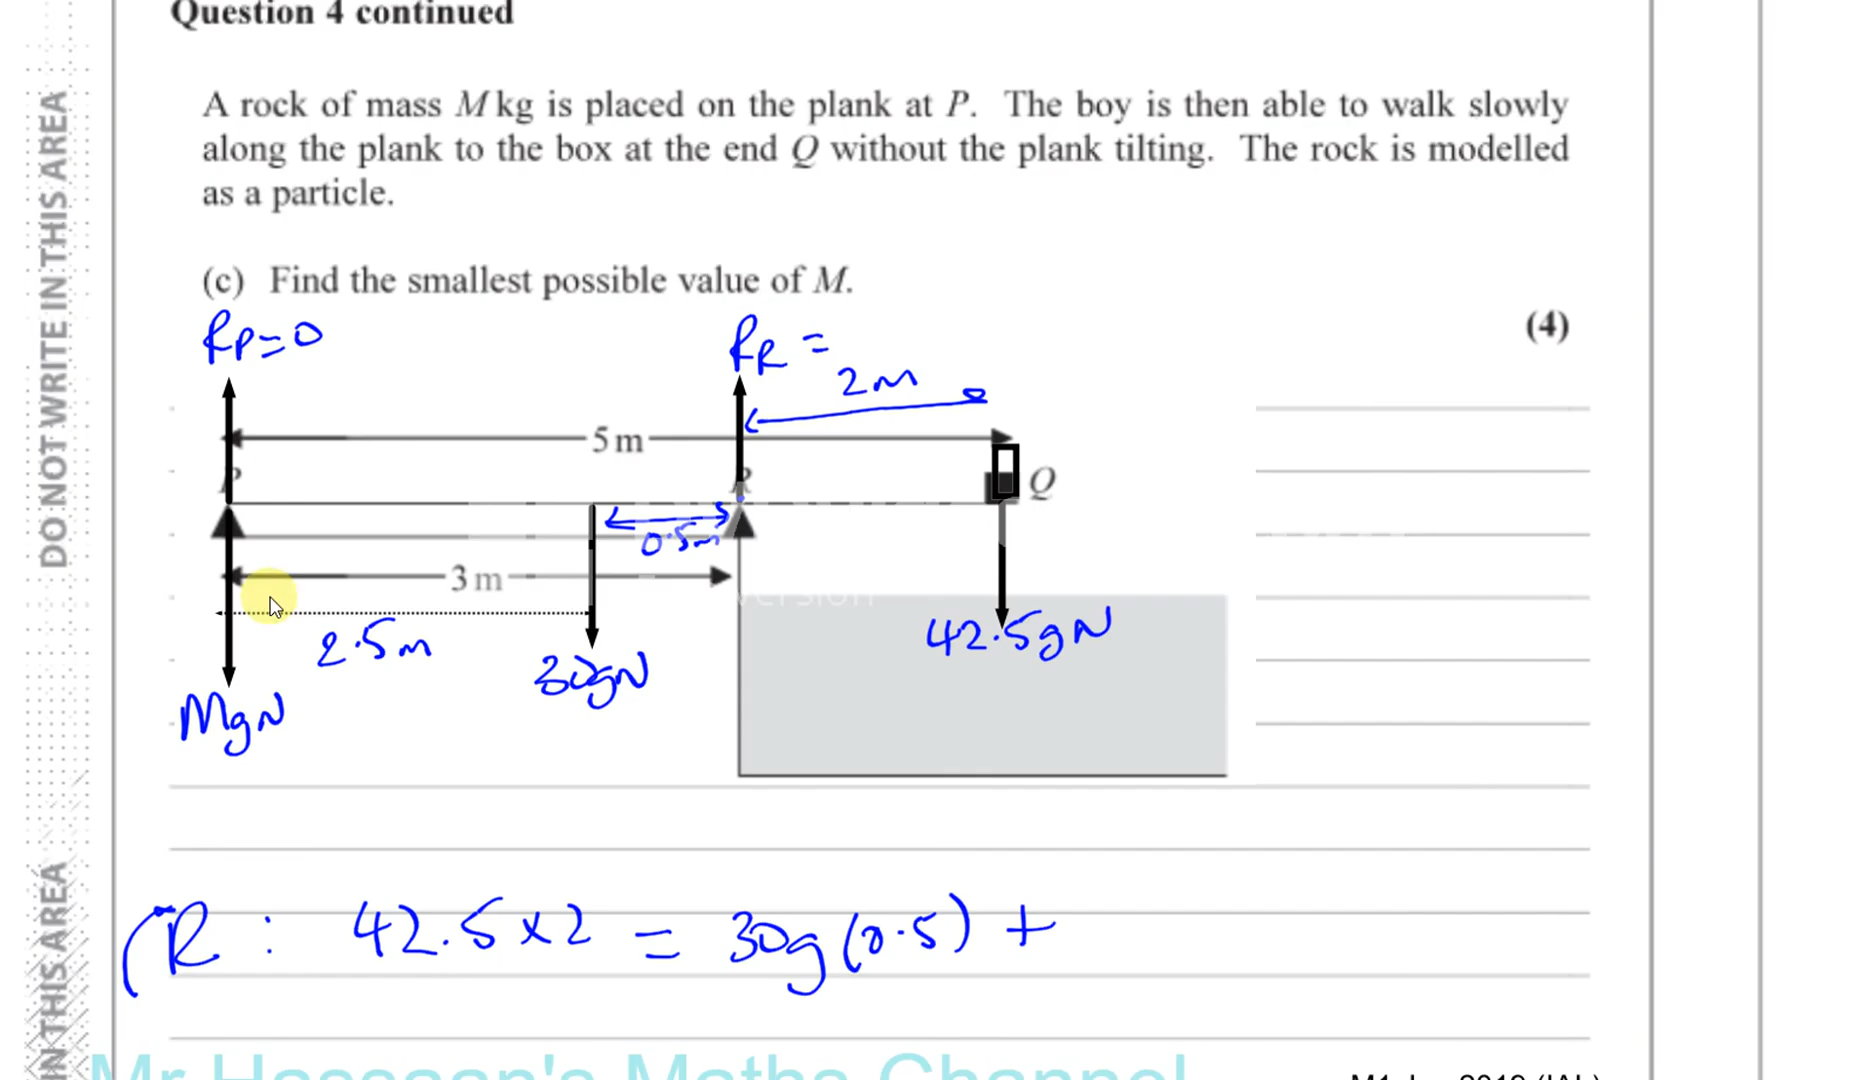 Question 4 continued
DO NOT WRITE IN THIS AREA
A rock of mass M kg is placed on the plank at P. The boy is then able to walk slowly
along the plank to the box at the end Q without the plank tilting. The rock is modelled
as a particle.
(c) Find the smallest possible value of M.
(4)
RP=0
RR =
2m
5 m
P
R
Q
0.5m
3 m
2.5m
MgN
30gN
42.5gN
R : 42.5 x 2 = 30g (0.5) +
IN THIS AREA
Mr Hassaan's Maths Channel